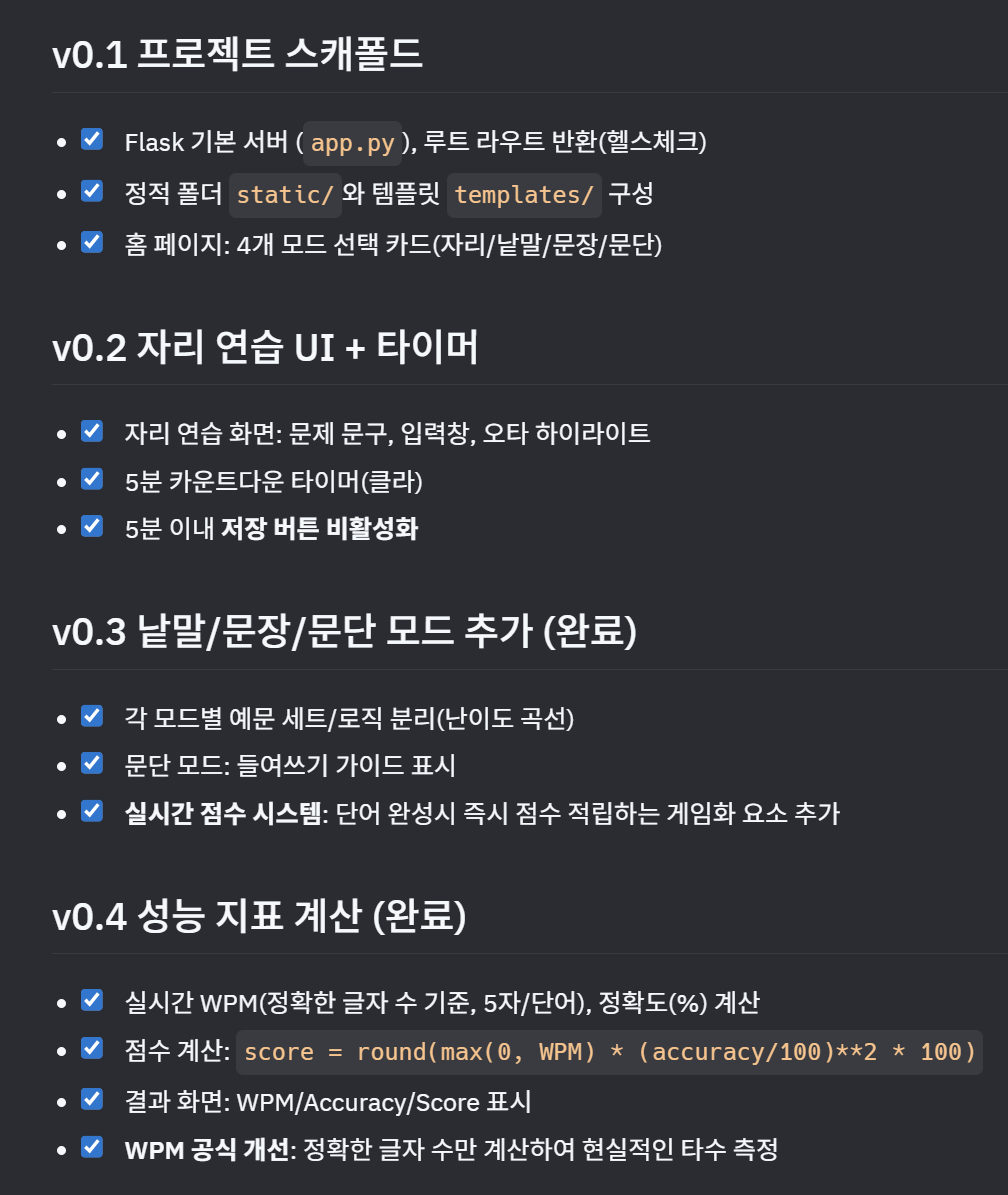 v0.1 프로젝트 스캐폴드
Flask 기본 서버 (app.py), 루트 라우트 반환(헬스체크)
정적 폴더 static/ 와 템플릿 templates/ 구성
홈 페이지: 4개 모드 선택 카드(자리/낱말/문장/문단)
v0.2 자리 연습 UI + 타이머
자리 연습 화면: 문제 문구, 입력창, 오타 하이라이트
5분 카운트다운 타이머(클라)
5분 이내 저장 버튼 비활성화
v0.3 낱말/문장/문단 모드 추가 (완료)
각 모드별 예문 세트/로직 분리(난이도 곡선)
문단 모드: 들여쓰기 가이드 표시
실시간 점수 시스템: 단어 완성시 즉시 점수 적립하는 게임화 요소 추가
v0.4 성능 지표 계산 (완료)
실시간 WPM(정확한 글자 수 기준, 5자/단어), 정확도(%) 계산
점수 계산: score = round(max(0, WPM) * (accuracy/100)**2 * 100)
결과 화면: WPM/Accuracy/Score 표시
WPM 공식 개선: 정확한 글자 수만 계산하여 현실적인 타수 측정